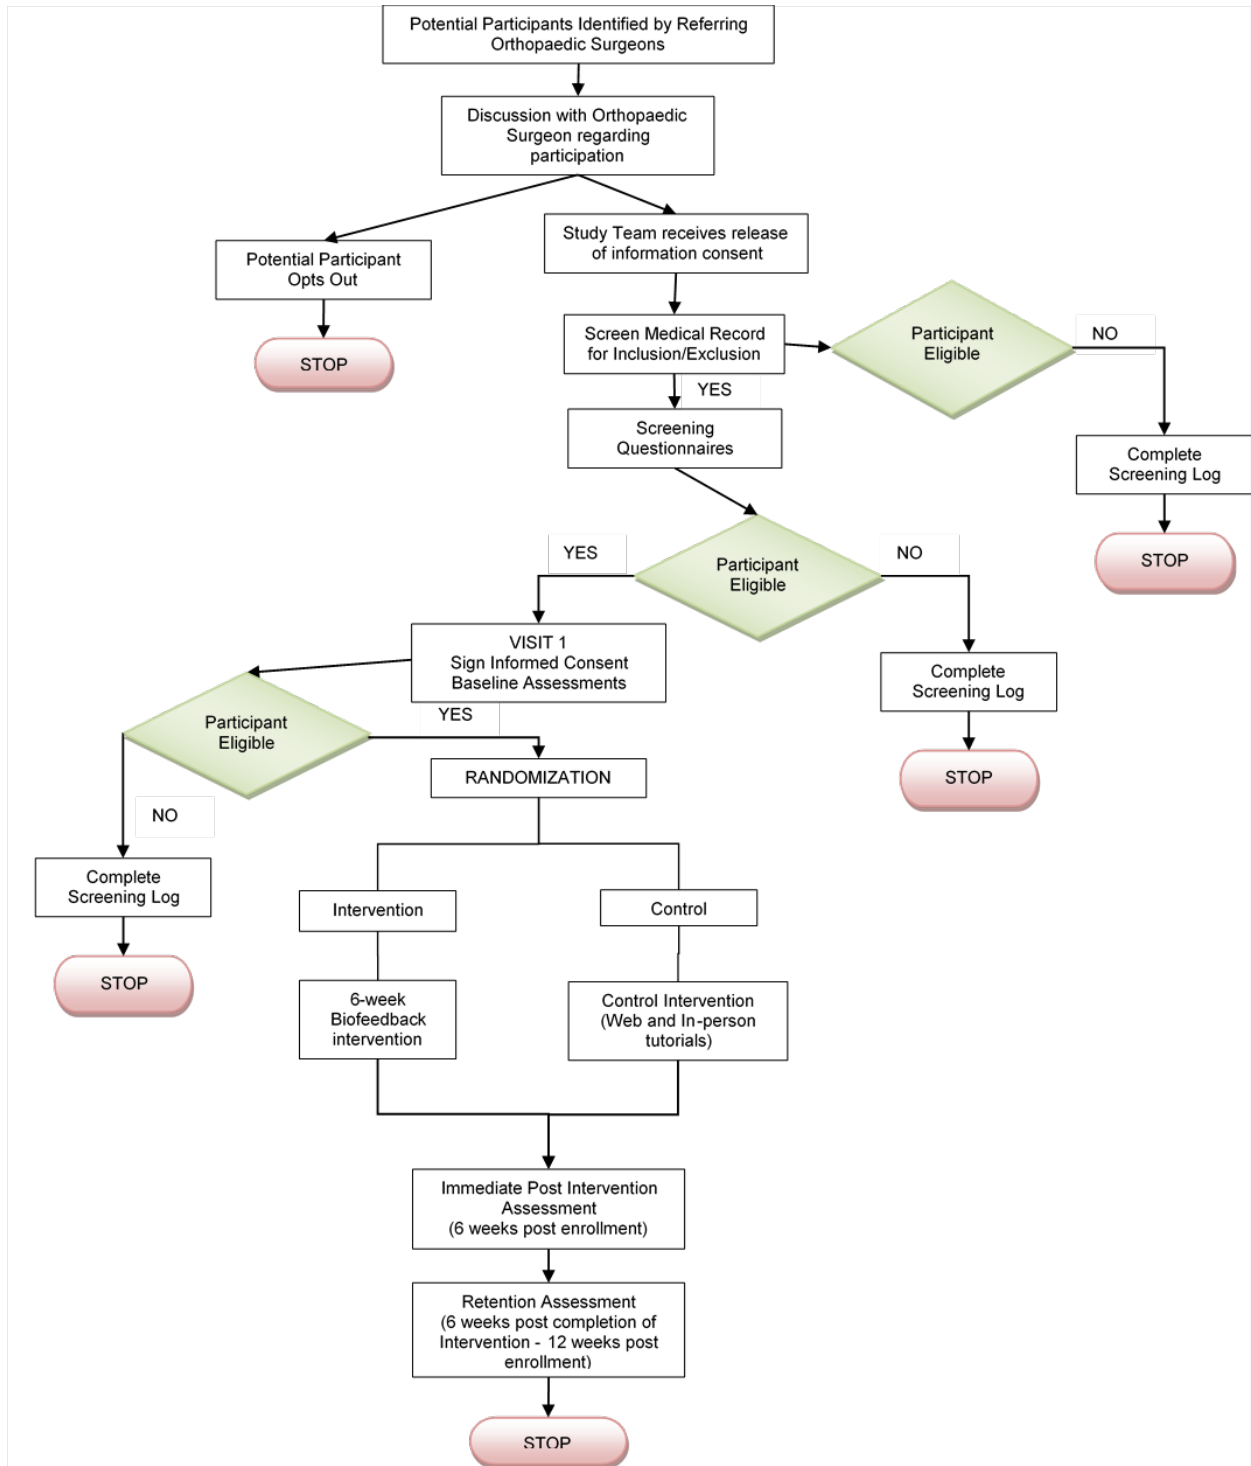 Potential Participants Identified by Referring
Orthopaedic Surgeons
Discussion with Orthopaedic
Surgeon regarding
participation
Potential Participant
Opts Out
STOP
Study Team receives release
of information consent
Screen Medical Record
for Inclusion/Exclusion
Participant
Eligible
NO
Complete
Screening Log
STOP
YES
Screening
Questionnaires
Participant
Eligible
YES
NO
Complete
Screening Log
STOP
VISIT 1
Sign Informed Consent
Baseline Assessments
Participant
Eligible
YES
NO
Complete
Screening Log
STOP
RANDOMIZATION
Intervention
Control
6-week
Biofeedback
intervention
Control Intervention
(Web and In-person
tutorials)
Immediate Post Intervention
Assessment
(6 weeks post enrollment)
Retention Assessment
(6 weeks post completion of
Intervention - 12 weeks post
enrollment)
STOP